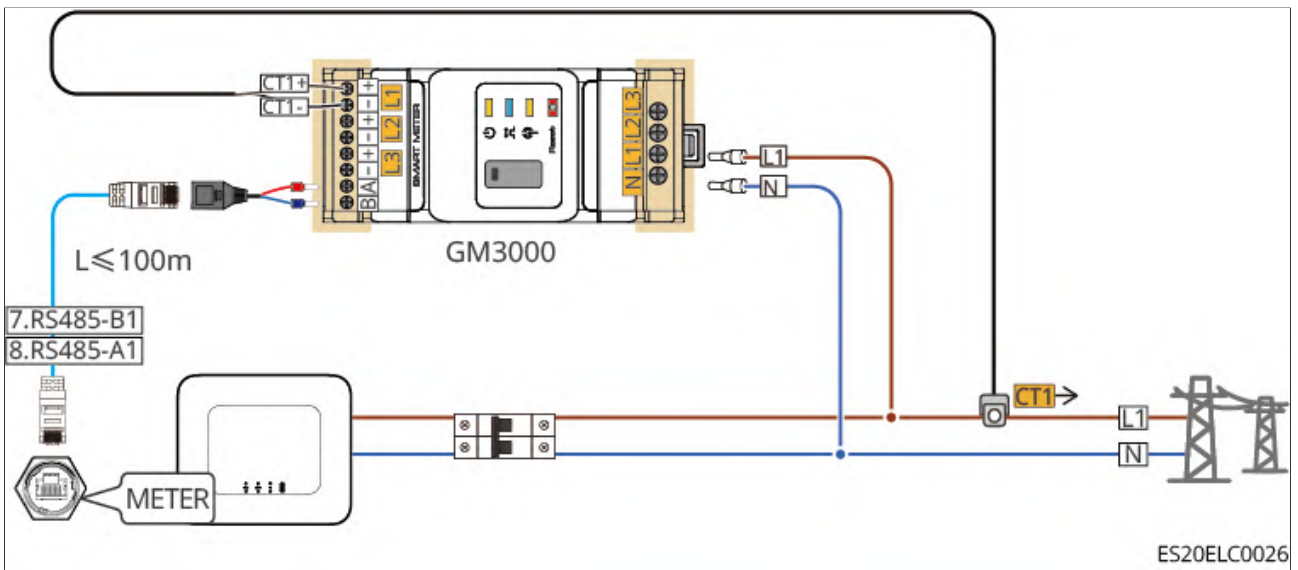 CT1+
CT1-
+
-
+
-
+
-
A
B
L1
L2
L3
SMART METER
Reset
L3
L2
L1
N
L1
N
GM3000
L≤100m
7.RS485-B1
8.RS485-A1
METER
CT1
L1
N
ES20ELC0026